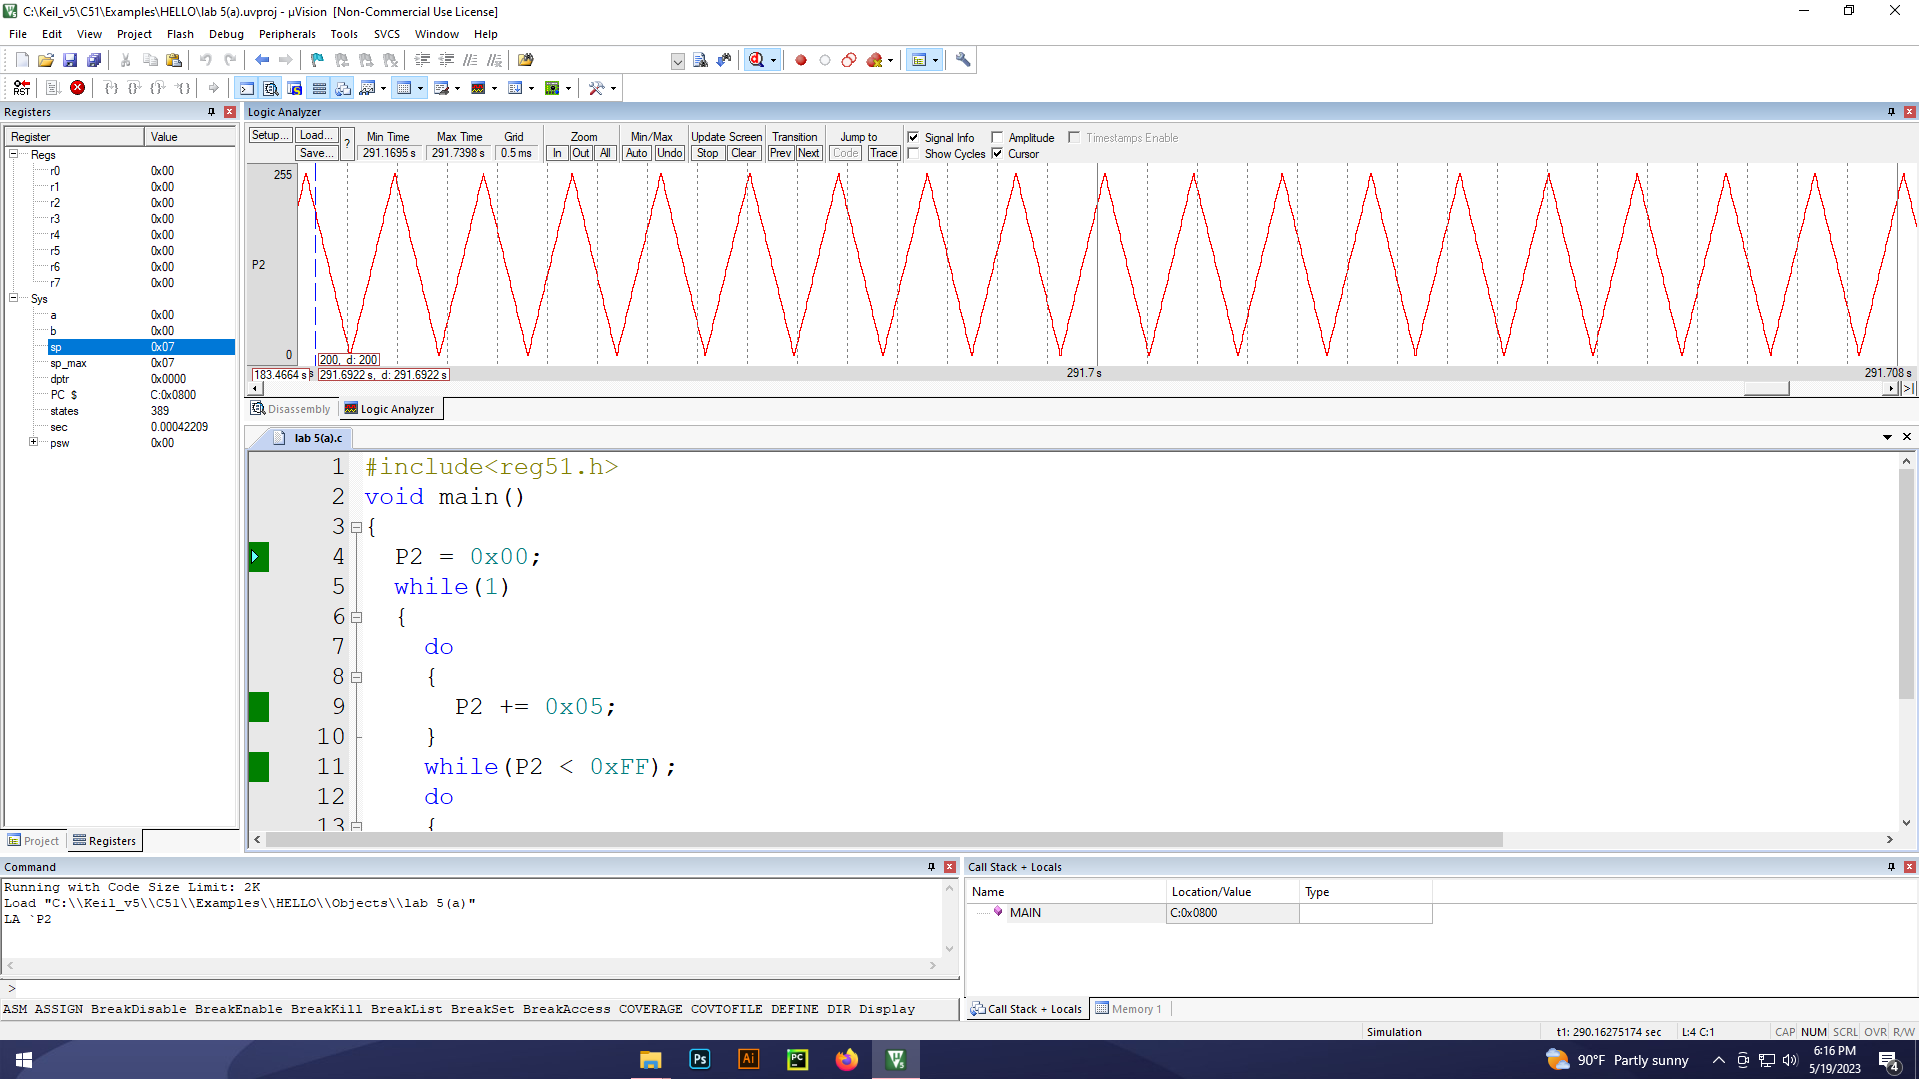 C:\Keil_v5\C51\Examples\HELLO\lab 5(a).uvproj - µVision  [Non-Commercial Use License]
File Edit View Project Flash Debug Peripherals Tools SVCS Window Help
RST
Registers
Register Value
Regs
r0 0x00
r1 0x00
r2 0x00
r3 0x00
r4 0x00
r5 0x00
r6 0x00
r7 0x00
Sys
a 0x00
b 0x00
sp 0x07
sp_max 0x07
dptr 0x0000
PC $ C:0x0800
states 389
sec 0.00042209
psw 0x00
Project Registers
Logic Analyzer
Setup... Load... ? Min Time Max Time Grid Zoom Min/Max Update Screen Transition Jump to Signal Info Amplitude Timestamps Enable
Save... 291.1695 s 291.7398 s 0.5 ms In Out All Auto Undo Stop Clear Prev Next Code Trace Show Cycles Cursor
255
P2
0
200, d: 200
183.4664 s 291.6922 s, d: 291.6922 s 291.7 s 291.708 s
Disassembly Logic Analyzer
lab 5(a).c
1 #include<reg51.h>
2 void main()
3 {
4 P2 = 0x00;
5 while(1)
6 {
7 do
8 {
9 P2 += 0x05;
10 }
11 while(P2 < 0xFF);
12 do
13 {
Command
Running with Code Size Limit: 2K
Load "C:\\Keil_v5\\C51\\Examples\\HELLO\\Objects\\lab 5(a)"
LA `P2
>
ASM ASSIGN BreakDisable BreakEnable BreakKill BreakList BreakSet BreakAccess COVERAGE COVTOFILE DEFINE DIR Display
Call Stack + Locals
Name Location/Value Type
MAIN C:0x0800
Call Stack + Locals Memory 1
Simulation t1: 290.16275174 sec L:4 C:1 CAP NUM SCRL OVR R/W
Ps Ai PC
90°F Partly sunny
6:16 PM
5/19/2023
4